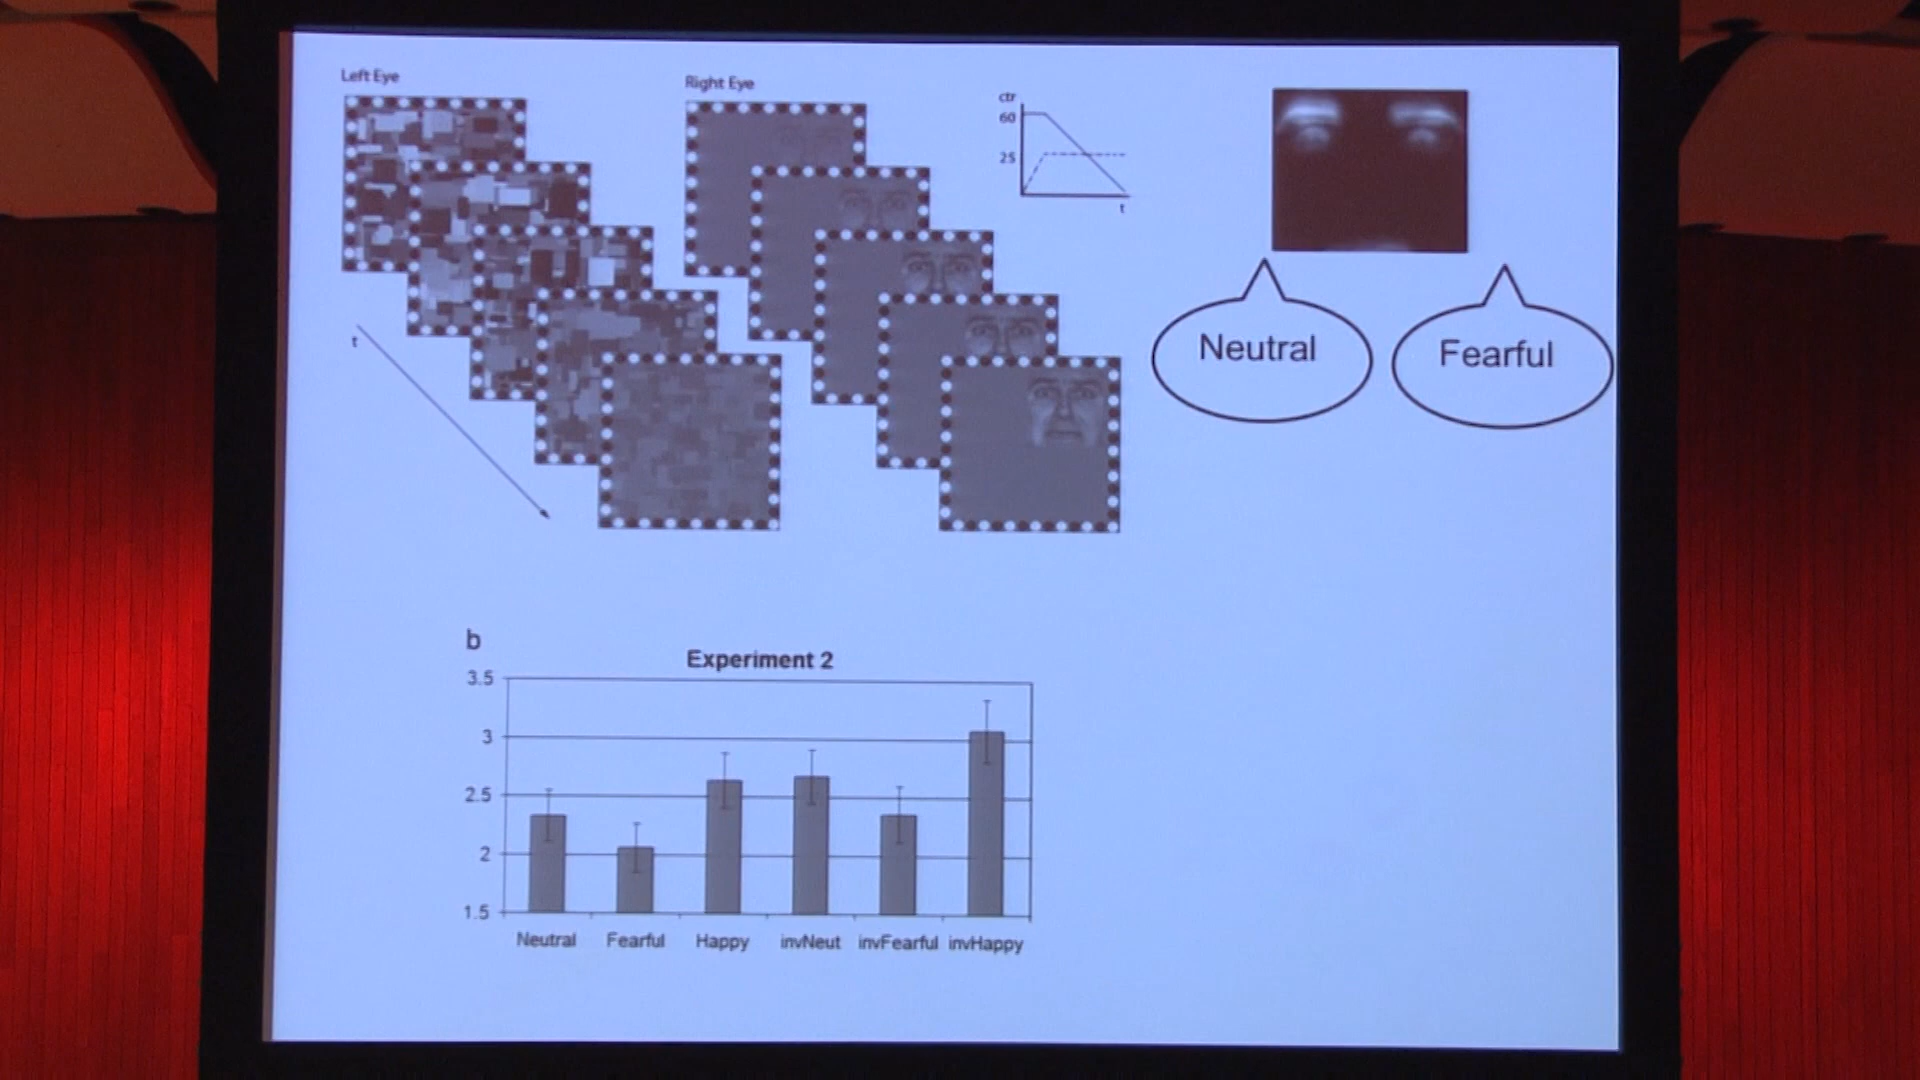 Left Eye
Right Eye
ctr
60
25
t
t
Neutral
Fearful
b
Experiment 2
3.5
3
2.5
2
1.5
Neutral Fearful Happy invNeut invFearful invHappy